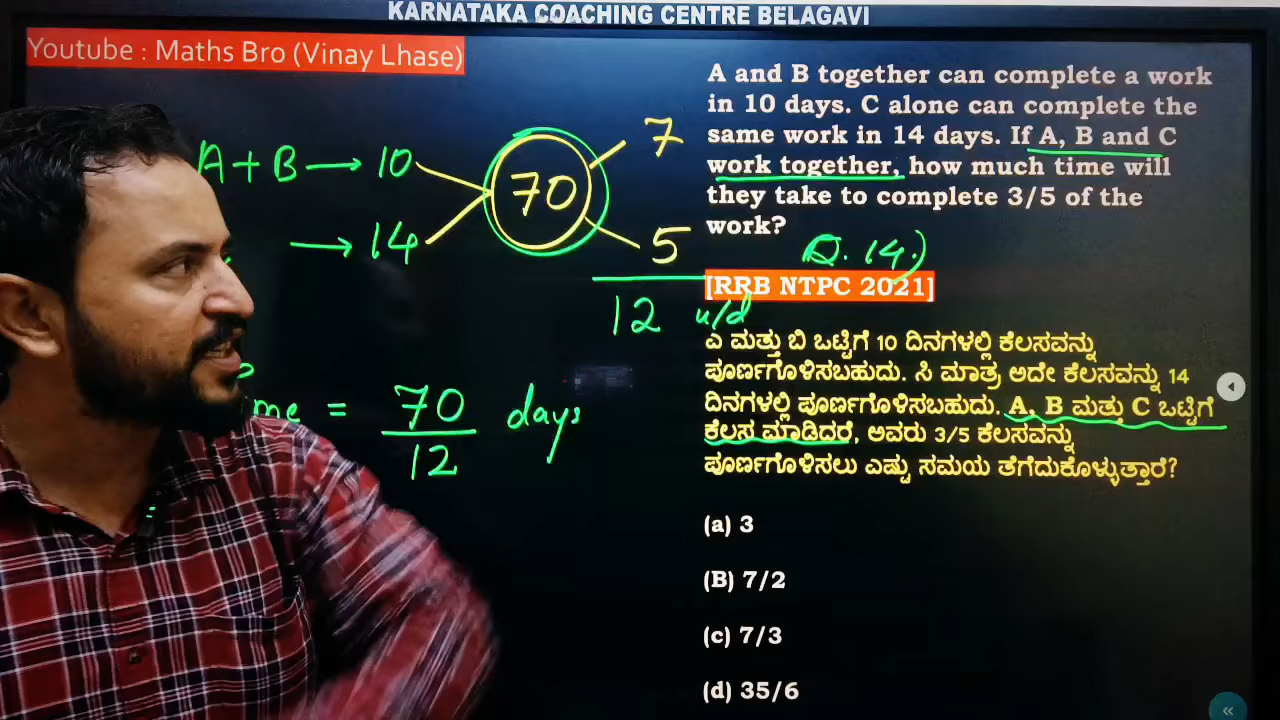 KARNATAKA COACHING CENTRE BELAGAVI
Youtube : Maths Bro (Vinay Lhase)
A + B → 10
→ 14
70
7
5
12 u/d
me = 70/12 days
A and B together can complete a work
in 10 days. C alone can complete the
same work in 14 days. If A, B and C
work together, how much time will
they take to complete 3/5 of the
work?
Q. 14.)
[RRB NTPC 2021]
ಎ ಮತ್ತು ಬಿ ಒಟ್ಟಿಗೆ 10 ದಿನಗಳಲ್ಲಿ ಕೆಲಸವನ್ನು
ಪೂರ್ಣಗೊಳಿಸಬಹುದು. ಸಿ ಮಾತ್ರ ಅದೇ ಕೆಲಸವನ್ನು 14
ದಿನಗಳಲ್ಲಿ ಪೂರ್ಣಗೊಳಿಸಬಹುದು. A, B ಮತ್ತು C ಒಟ್ಟಿಗೆ
ಕೆಲಸ ಮಾಡಿದರೆ, ಅವರು 3/5 ಕೆಲಸವನ್ನು
ಪೂರ್ಣಗೊಳಿಸಲು ಎಷ್ಟು ಸಮಯ ತೆಗೆದುಕೊಳ್ಳುತ್ತಾರೆ?
(a) 3
(B) 7/2
(c) 7/3
(d) 35/6